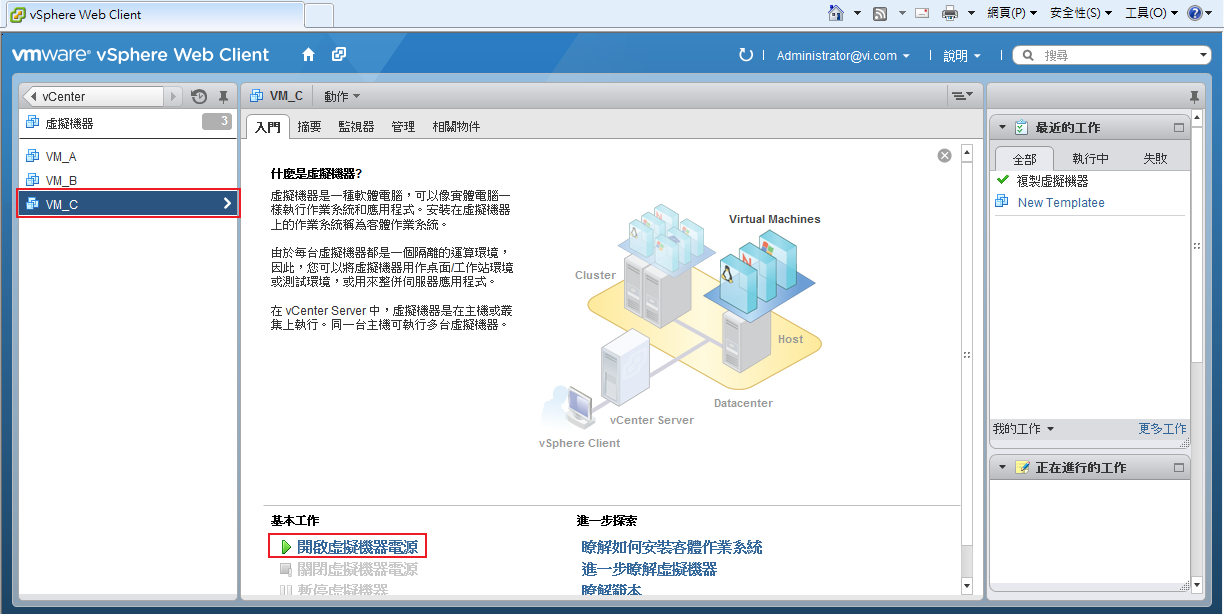 vSphere Web Client
網頁(P)
安全性(S)
工具(O)
vmware® vSphere Web Client
Administrator@vi.com
說明
搜尋
vCenter
虛擬機器
3
VM_A
VM_B
VM_C
VM_C
動作
入門
摘要
監視器
管理
相關物件
什麼是虛擬機器?
虛擬機器是一種軟體電腦，可以像實體電腦一
樣執行作業系統和應用程式。安裝在虛擬機器
上的作業系統稱為客體作業系統。
由於每台虛擬機器都是一個隔離的運算環境，
因此，您可以將虛擬機器用作桌面/工作站環境
或測試環境，或用來整併伺服器應用程式。
在 vCenter Server 中，虛擬機器是在主機或叢
集上執行。同一台主機可執行多台虛擬機器。
Virtual Machines
Cluster
Host
Datacenter
vCenter Server
vSphere Client
基本工作
開啟虛擬機器電源
關閉虛擬機器電源
暫停虛擬機器
進一步探索
瞭解如何安裝客體作業系統
進一步瞭解虛擬機器
瞭解範本
最近的工作
全部
執行中
失敗
複製虛擬機器
New Templatee
我的工作
更多工作
正在進行的工作